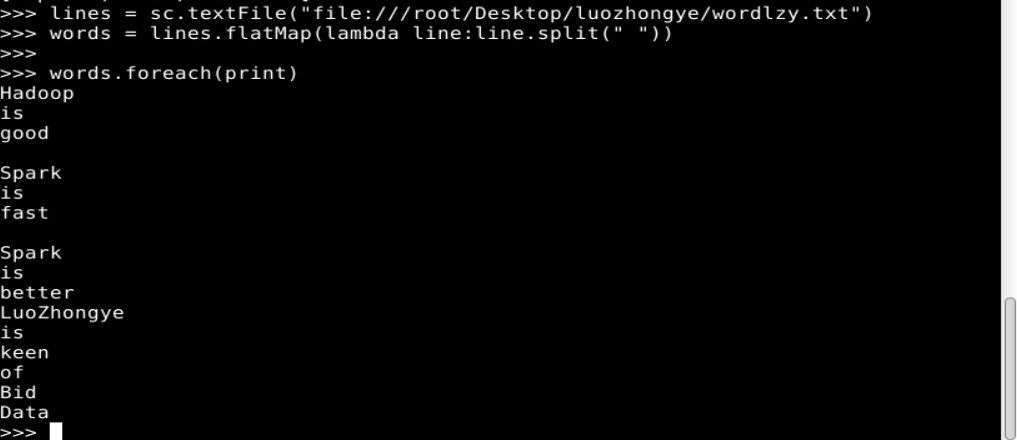 >>> lines = sc.textFile("file:///root/Desktop/luozhongye/wordlzy.txt")
>>> words = lines.flatMap(lambda line:line.split(" "))
>>>
>>> words.foreach(print)
Hadoop
is
good

Spark
is
fast

Spark
is
better
LuoZhongye
is
keen
of
Bid
Data
>>>